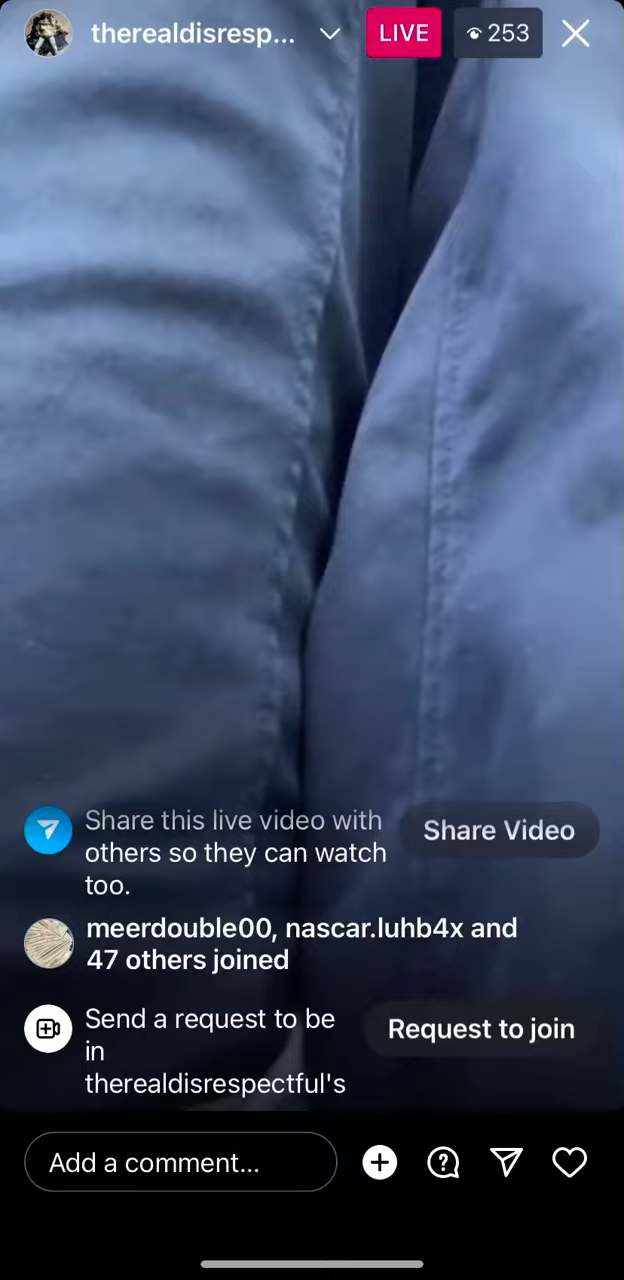 therealdisresp... LIVE 253
Share this live video with
others so they can watch
too.
Share Video
meerdouble00, nascar.luhb4x and
47 others joined
Send a request to be
in
therealdisrespectful's
Request to join
Add a comment...